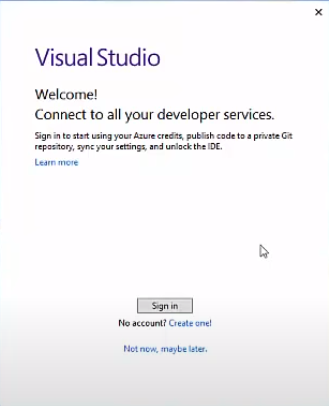 Visual Studio
Welcome!
Connect to all your developer services.
Sign in to start using your Azure credits, publish code to a private Git
repository, sync your settings, and unlock the IDE.
Learn more
Sign in
No account? Create one!
Not now, maybe later.